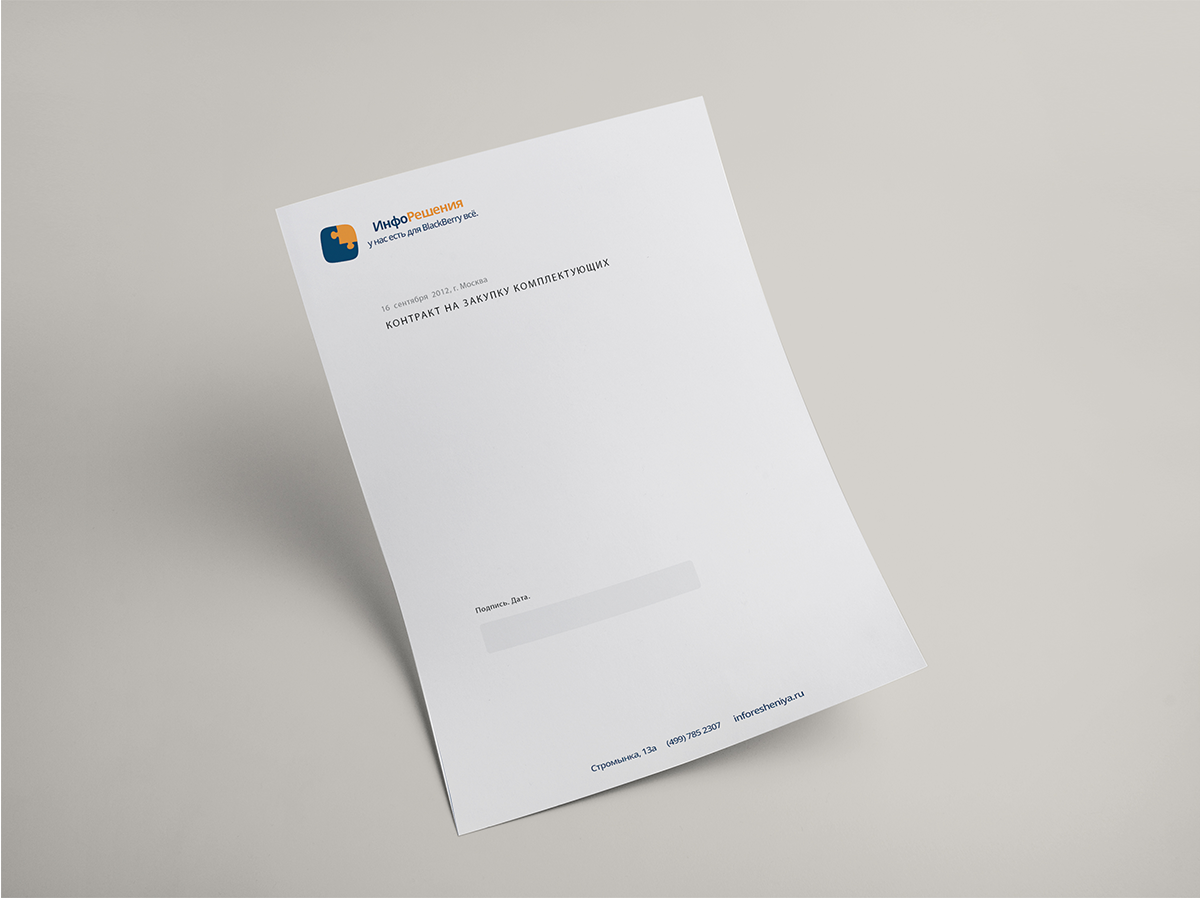 ИнфоРешения
у нас есть для BlackBerry всё.
16 сентября 2012, г. Москва
КОНТРАКТ НА ЗАКУПКУ КОМПЛЕКТУЮЩИХ
Подпись. Дата.
Стромынка, 13а (499) 785 2307 inforesheniya.ru